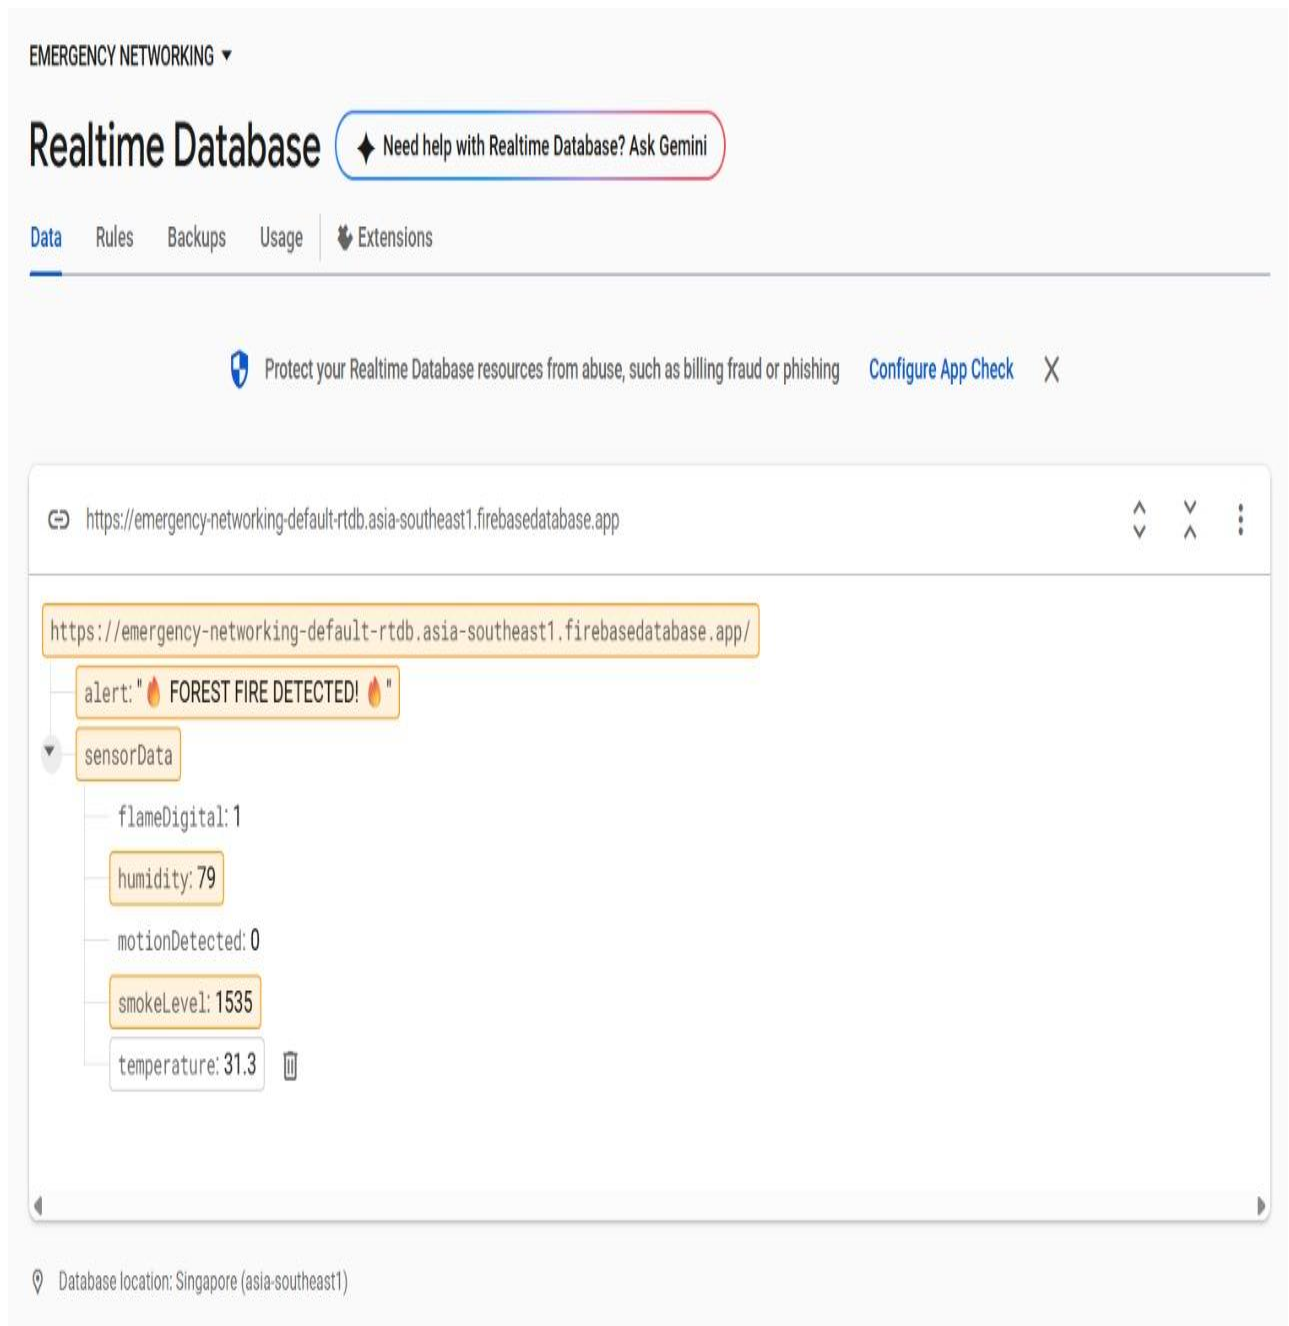 EMERGENCY NETWORKING
Realtime Database
Need help with Realtime Database? Ask Gemini
Data Rules Backups Usage Extensions
Protect your Realtime Database resources from abuse, such as billing fraud or phishing Configure App Check
https://emergency-networking-default-rtdb.asia-southeast1.firebasedatabase.app
https://emergency-networking-default-rtdb.asia-southeast1.firebasedatabase.app/
alert: "🔥 FOREST FIRE DETECTED! 🔥"
sensorData
flameDigital: 1
humidity: 79
motionDetected: 0
smokeLevel: 1535
temperature: 31.3
Database location: Singapore (asia-southeast1)